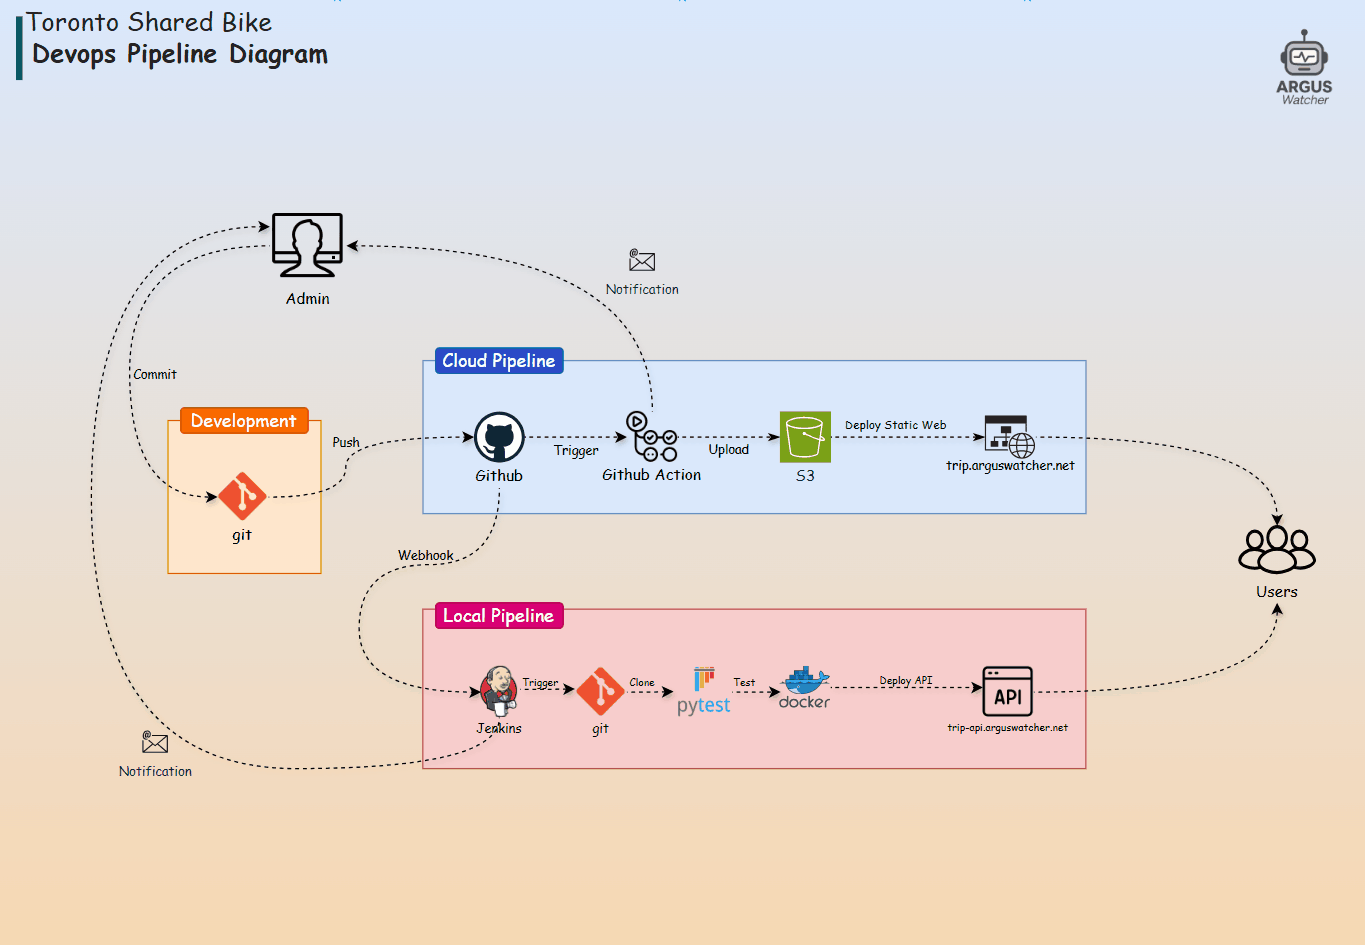 Toronto Shared Bike
Devops Pipeline Diagram
ARGUS
Watcher
Admin
@
Notification
Commit
Cloud Pipeline
Development
Push
Github
Trigger
Github Action
Upload
S3
Deploy Static Web
trip.arguswatcher.net
git
Webhook
Users
Local Pipeline
Jenkins
Trigger
git
Clone
pytest
Test
docker
Deploy API
API
trip-api.arguswatcher.net
@
Notification